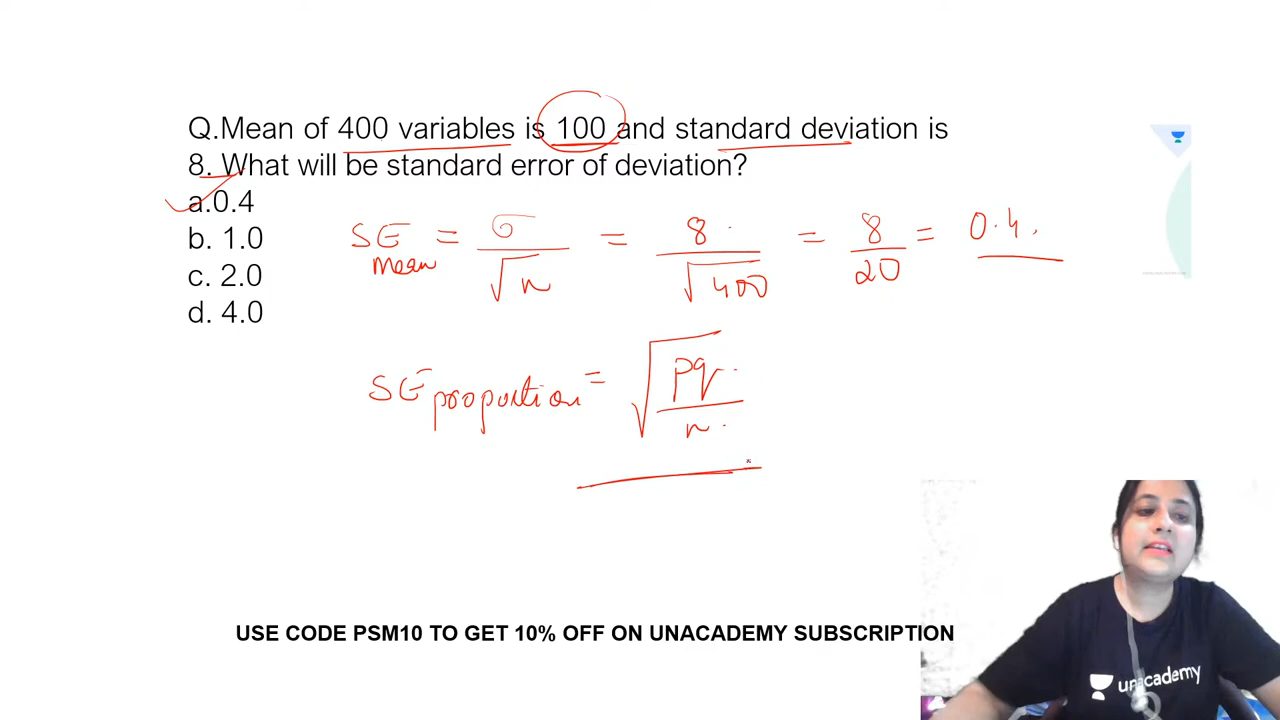 Q.Mean of 400 variables is 100 and standard deviation is
8. What will be standard error of deviation?
a.0.4
b. 1.0
c. 2.0
d. 4.0
SE mean = σ/√n = 8/√400 = 8/20 = 0.4.
SE proportion = √pq/n
USE CODE PSM10 TO GET 10% OFF ON UNACADEMY SUBSCRIPTION
unacademy